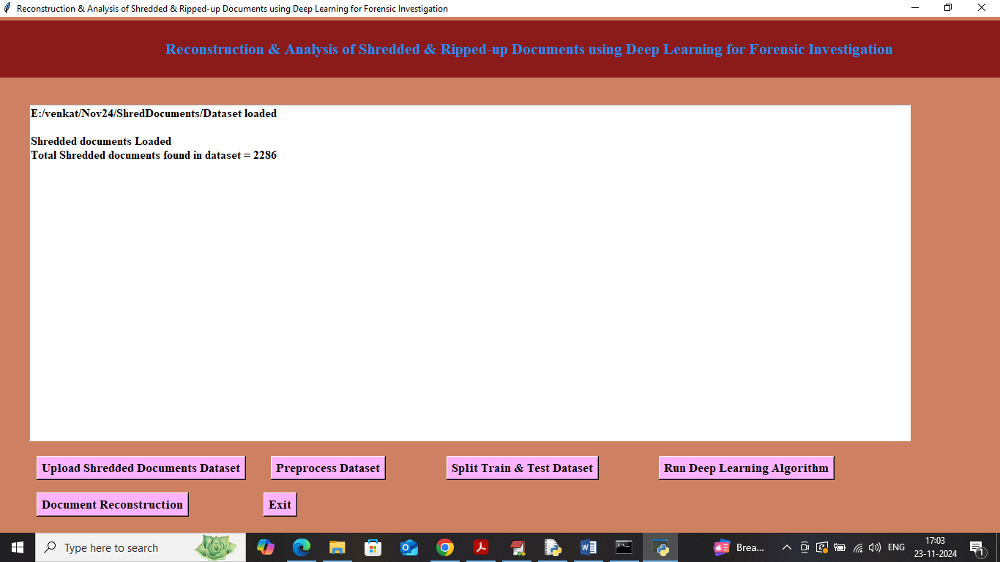 Reconstruction & Analysis of Shredded & Ripped-up Documents using Deep Learning for Forensic Investigation
Reconstruction & Analysis of Shredded & Ripped-up Documents using Deep Learning for Forensic Investigation
E:/venkat/Nov24/ShredDocuments/Dataset loaded
Shredded documents Loaded
Total Shredded documents found in dataset = 2286
Upload Shredded Documents Dataset
Preprocess Dataset
Split Train & Test Dataset
Run Deep Learning Algorithm
Document Reconstruction
Exit
Type here to search
Brea...
ENG
17:03
23-11-2024
1